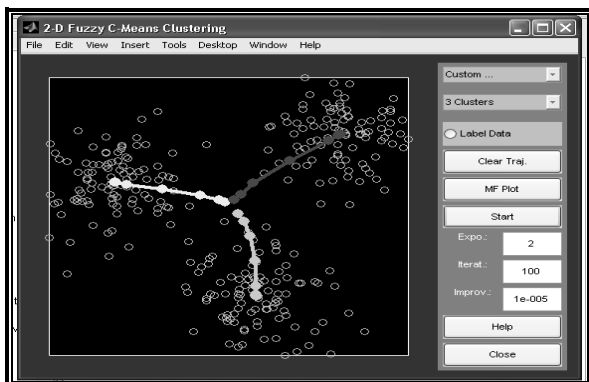 2-D Fuzzy C-Means Clustering
File Edit View Insert Tools Desktop Window Help
Custom ...
3 Clusters
Label Data
Clear Traj.
MF Plot
Start
Expo.: 2
Iterat.: 100
Improv.: 1e-005
Help
Close